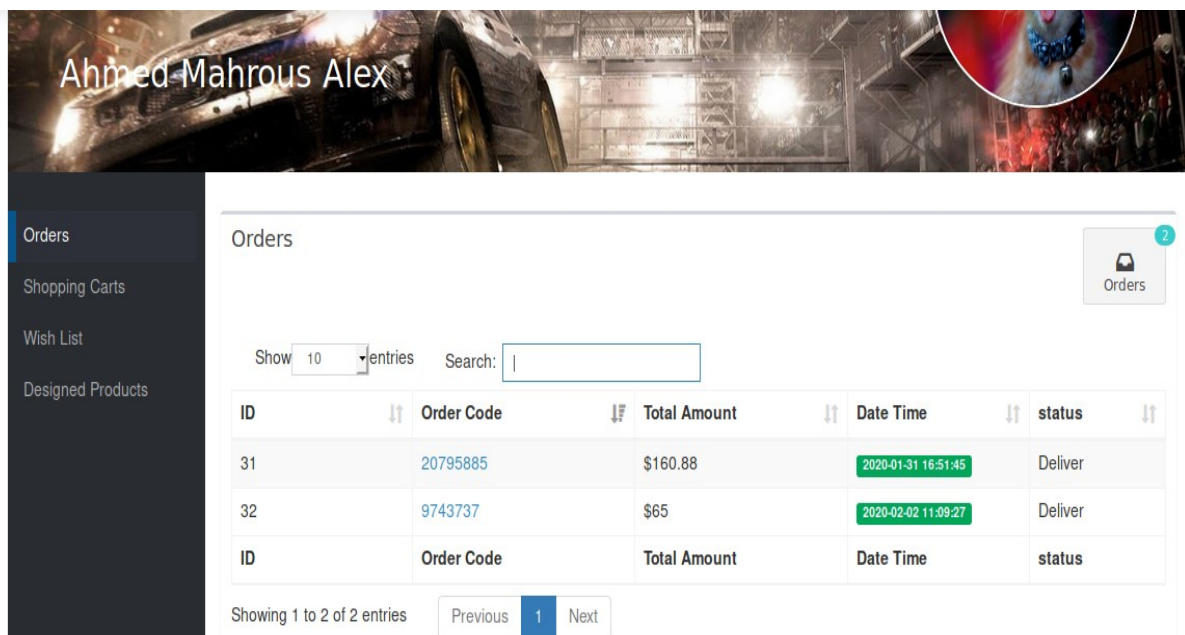 Ahmed Mahrous Alex
Orders
Shopping Carts
Wish List
Designed Products
Orders
2
Orders
Show 10 entries Search:
ID Order Code Total Amount Date Time status
31 20795885 $160.88 2020-01-31 16:51:45 Deliver
32 9743737 $65 2020-02-02 11:09:27 Deliver
ID Order Code Total Amount Date Time status
Showing 1 to 2 of 2 entries Previous 1 Next